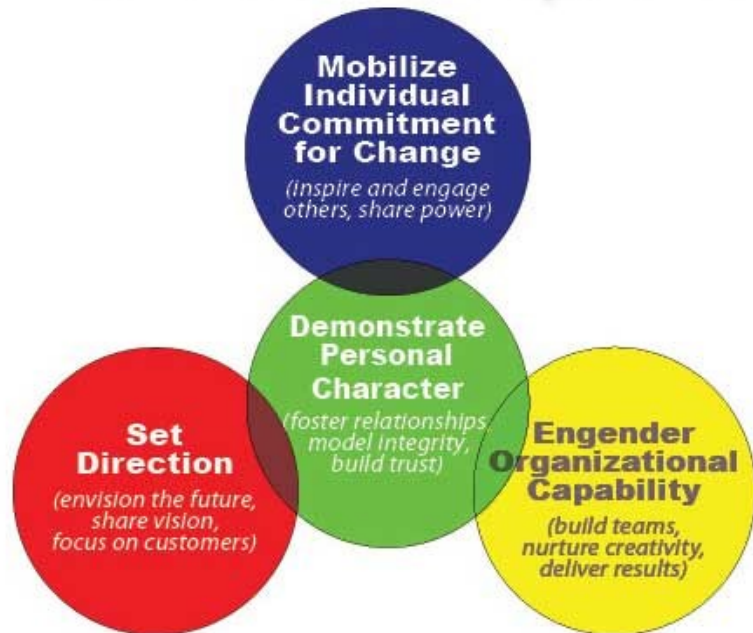 Mobilize
Individual
Commitment
for Change
(inspire and engage
others, share power)
Demonstrate
Personal
Character
(foster relationships,
model integrity,
build trust)
Set
Direction
(envision the future,
share vision,
focus on customers)
Engender
Organizational
Capability
(build teams,
nurture creativity,
deliver results)